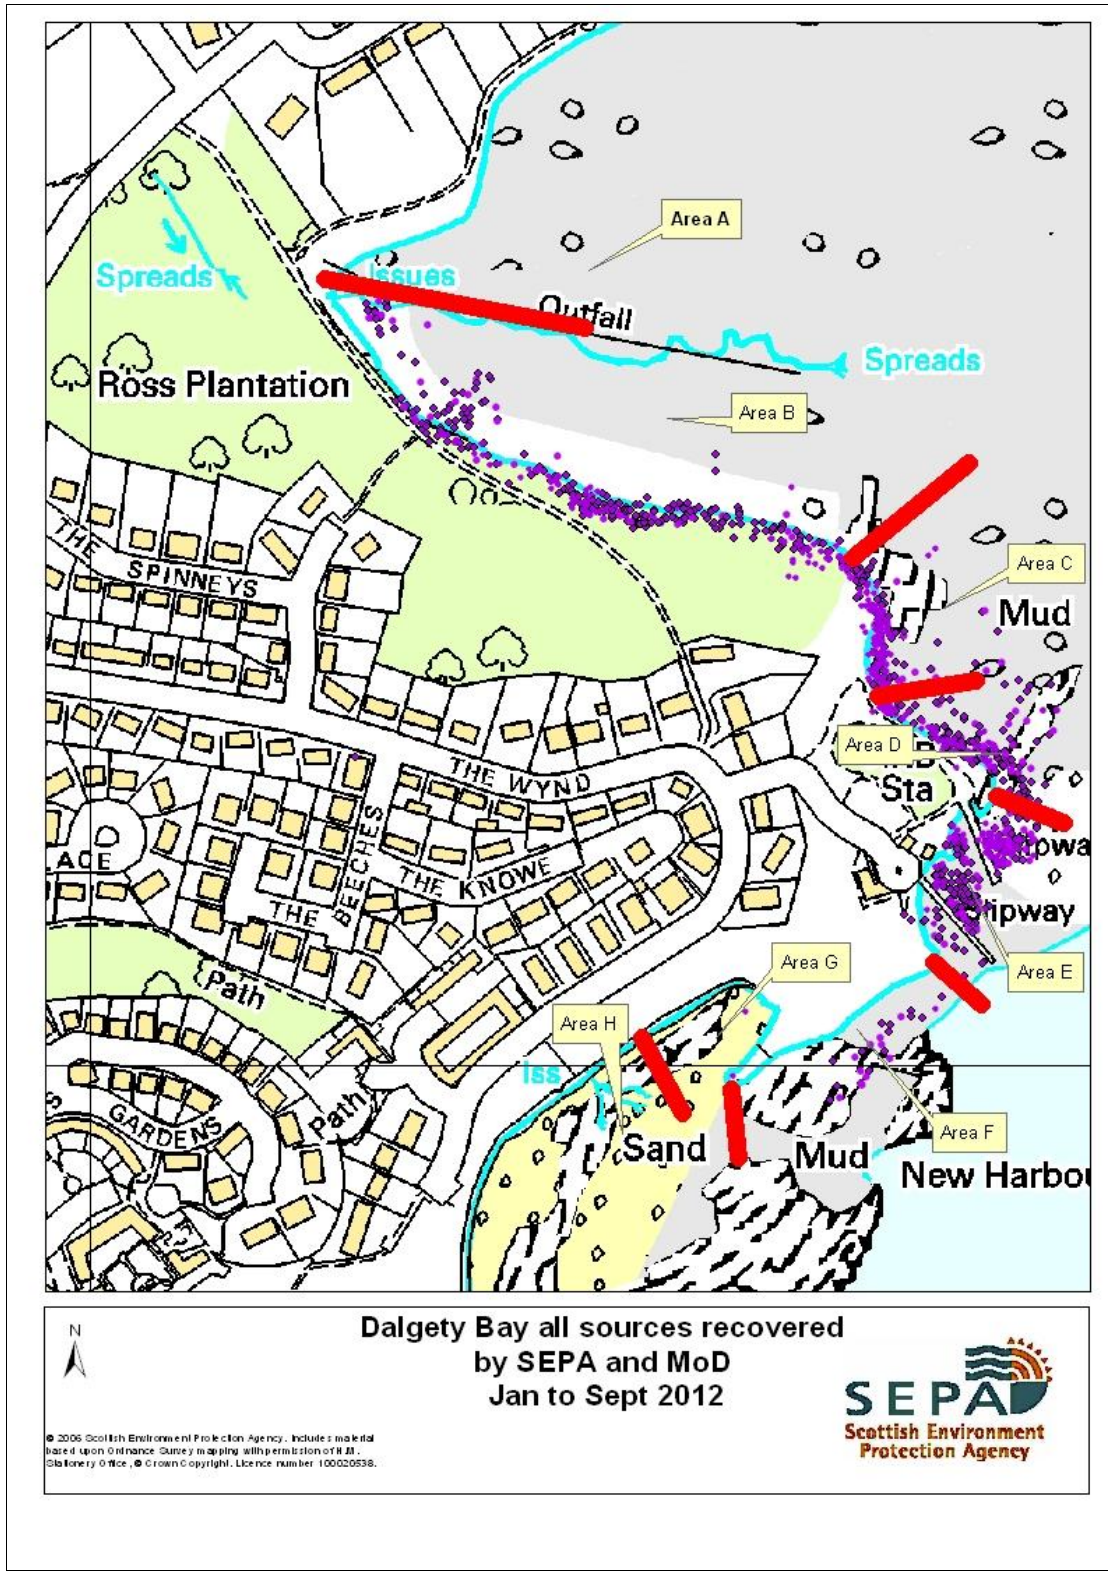 Area A
Issues
Spreads
Outfall
Spreads
Ross Plantation
Area B
THE
SPINNEYS
Area C
Mud
Area D
Sta
THE WYND
BEECHES
LACE
THE KNOWE
THE
ipwa
ipway
Path
Area G
Area E
Area H
Iss
Area F
GARDENS
Path
Sand
Mud
New Harbou
N
Dalgety Bay all sources recovered
by SEPA and MoD
Jan to Sept 2012
SEPA
Scottish Environment
Protection Agency
© 2006 Scottish Environment Protection Agency. Includes material
based upon Ordnance Survey mapping with permission of H.M.
Stationery Office, © Crown Copyright. Licence number 100020538.